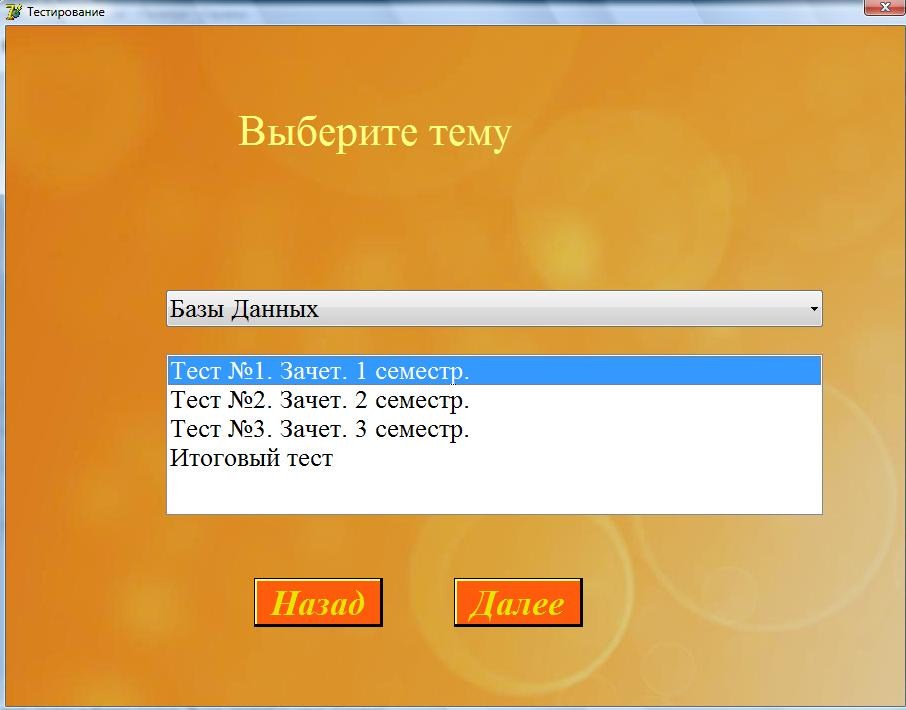 Тестирование
Выберите тему
Базы Данных
Тест №1. Зачет. 1 семестр.
Тест №2. Зачет. 2 семестр.
Тест №3. Зачет. 3 семестр.
Итоговый тест
Назад
Далее